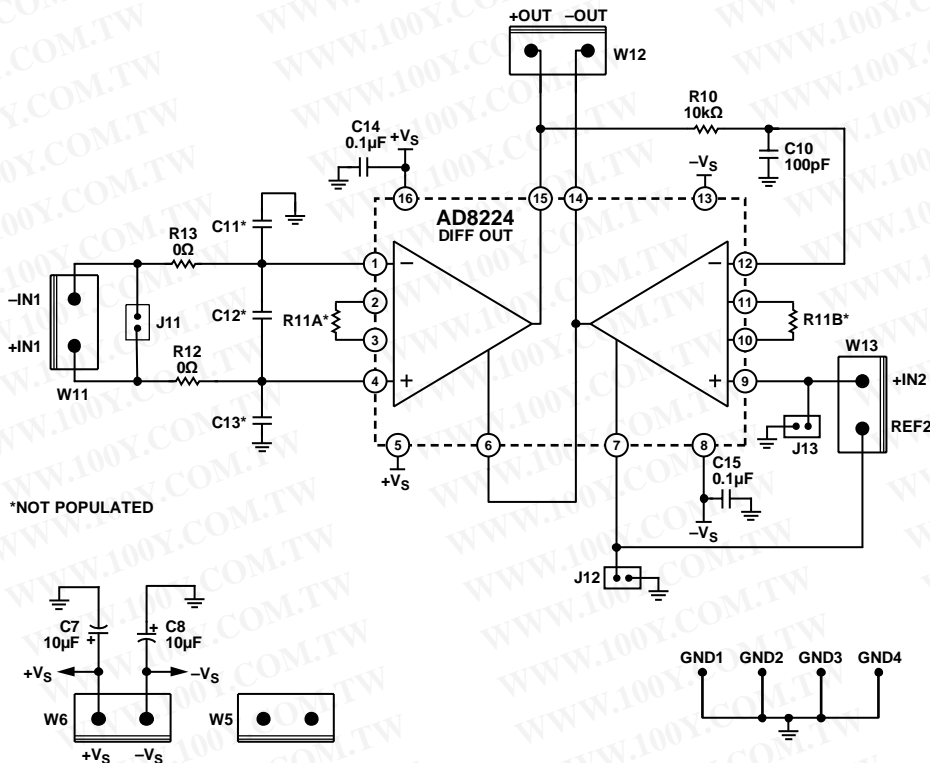 +OUT –OUT
W12
R10
10kΩ
C14
0.1µF
+VS
–VS
C10
100pF
16
15
14
13
AD8224
DIFF OUT
C11*
R13
0Ω
1
–
–
12
–IN1
J11
C12*
R11A*
2
3
11
10
R11B*
W13
+IN1
R12
0Ω
4
+
+
9
+IN2
W11
C13*
REF2
J13
5
6
7
8
+VS
C15
0.1µF
–VS
*NOT POPULATED
J12
C7
10µF
+
+
C8
10µF
+VS
–VS
W6
W5
+VS
–VS
GND1
GND2
GND3
GND4
WWW.100Y.COM.TW